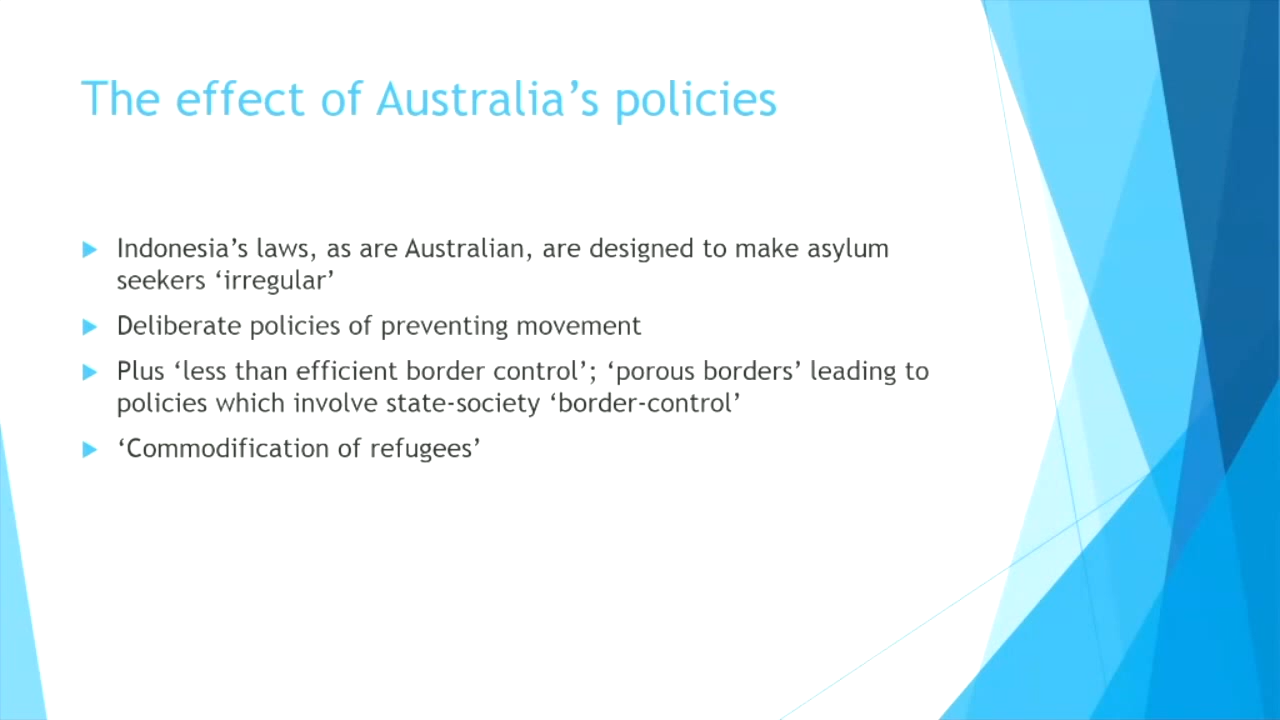 The effect of Australia’s policies
Indonesia’s laws, as are Australian, are designed to make asylum
seekers ‘irregular’
Deliberate policies of preventing movement
Plus ‘less than efficient border control’; ‘porous borders’ leading to
policies which involve state-society ‘border-control’
‘Commodification of refugees’